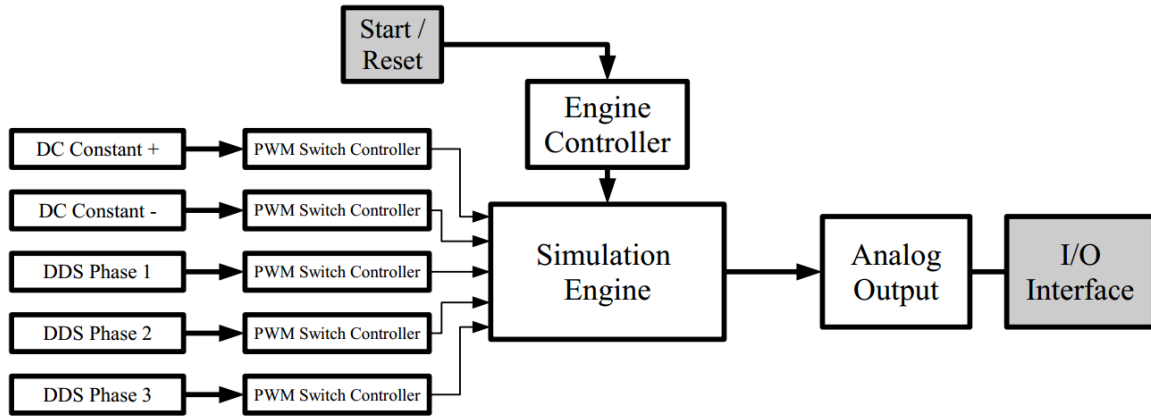 Start /
Reset
Engine
Controller
DC Constant +
PWM Switch Controller
DC Constant -
PWM Switch Controller
DDS Phase 1
PWM Switch Controller
DDS Phase 2
PWM Switch Controller
DDS Phase 3
PWM Switch Controller
Simulation
Engine
Analog
Output
I/O
Interface